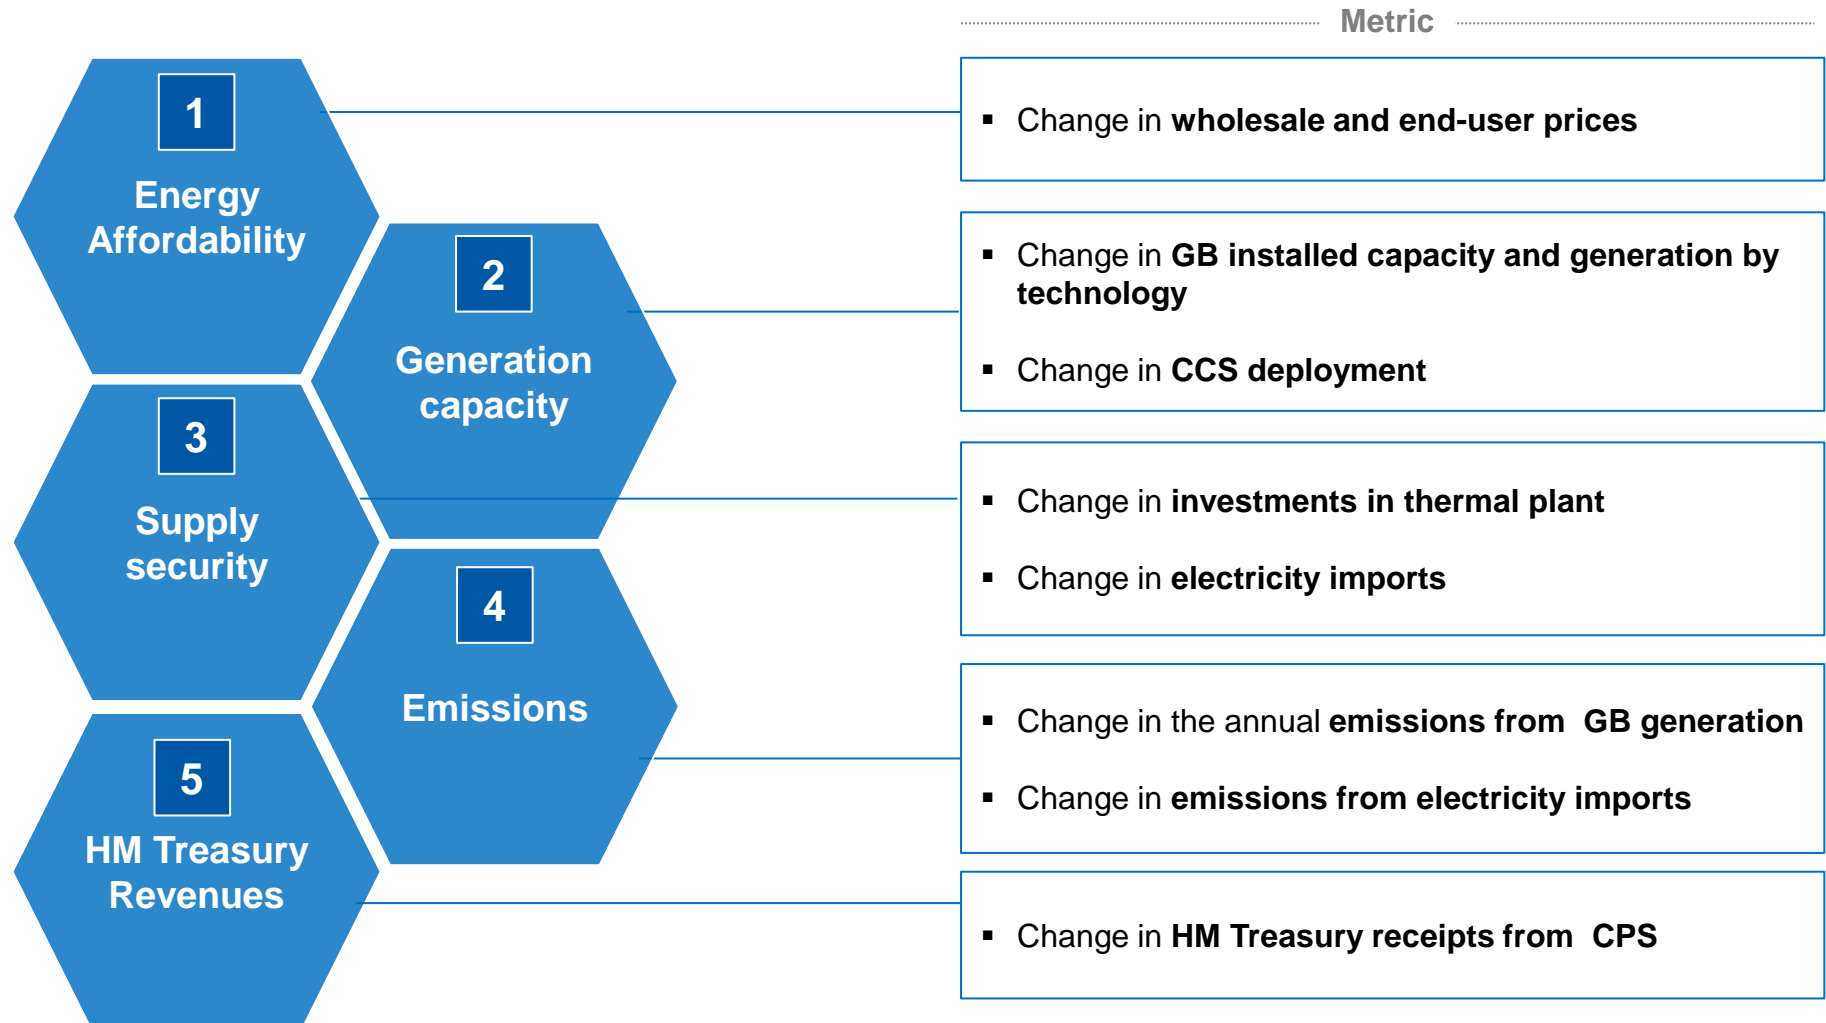 Metric
1
Energy
Affordability
▪ Change in wholesale and end-user prices
2
Generation
capacity
▪ Change in GB installed capacity and generation by
technology
▪ Change in CCS deployment
3
Supply
security
▪ Change in investments in thermal plant
▪ Change in electricity imports
4
Emissions
▪ Change in the annual emissions from  GB generation
▪ Change in emissions from electricity imports
5
HM Treasury
Revenues
▪ Change in HM Treasury receipts from  CPS